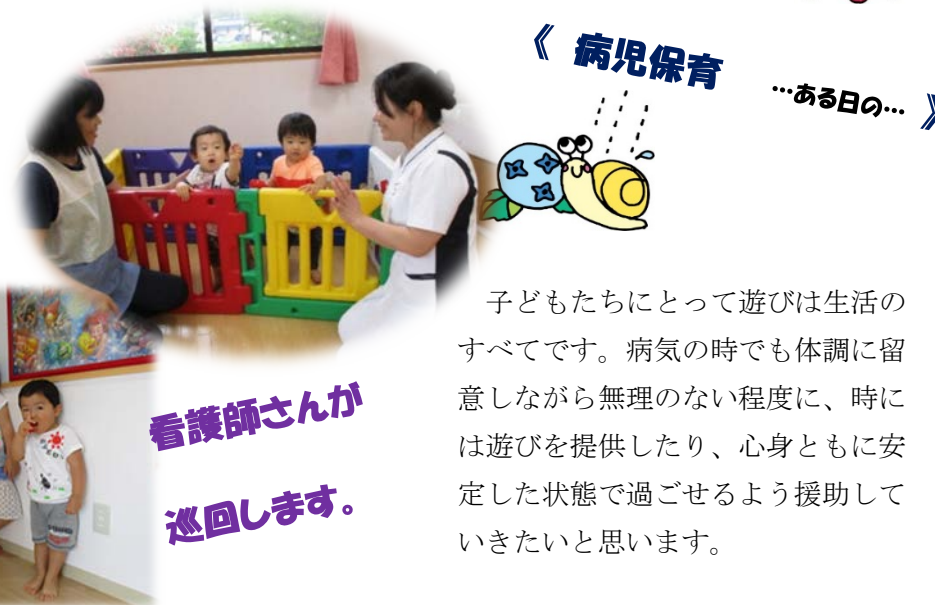 《 病児保育 …ある日の… 》
子どもたちにとって遊びは生活の
すべてです。病気の時でも体調に留
意しながら無理のない程度に、時に
は遊びを提供したり、心身ともに安
定した状態で過ごせるよう援助して
いきたいと思います。
看護師さんが
巡回します。